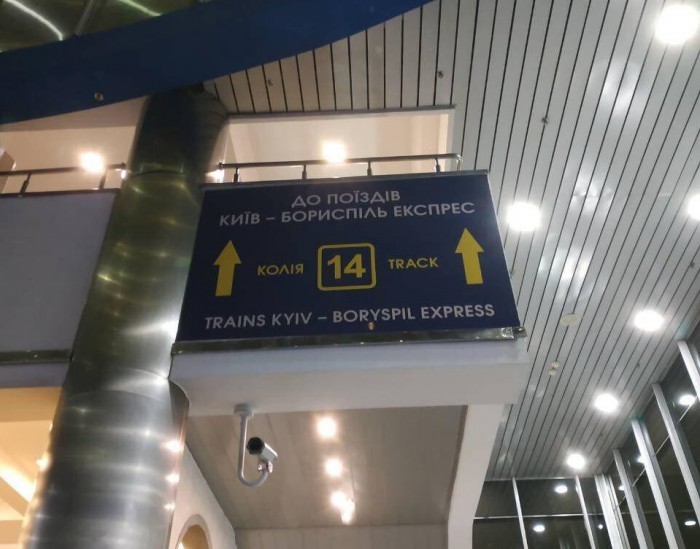 ДО ПОЇЗДІВ
КИЇВ – БОРИСПІЛЬ ЕКСПРЕС
КОЛІЯ 14 TRACK
TRAINS KYIV – BORYSPIL EXPRESS